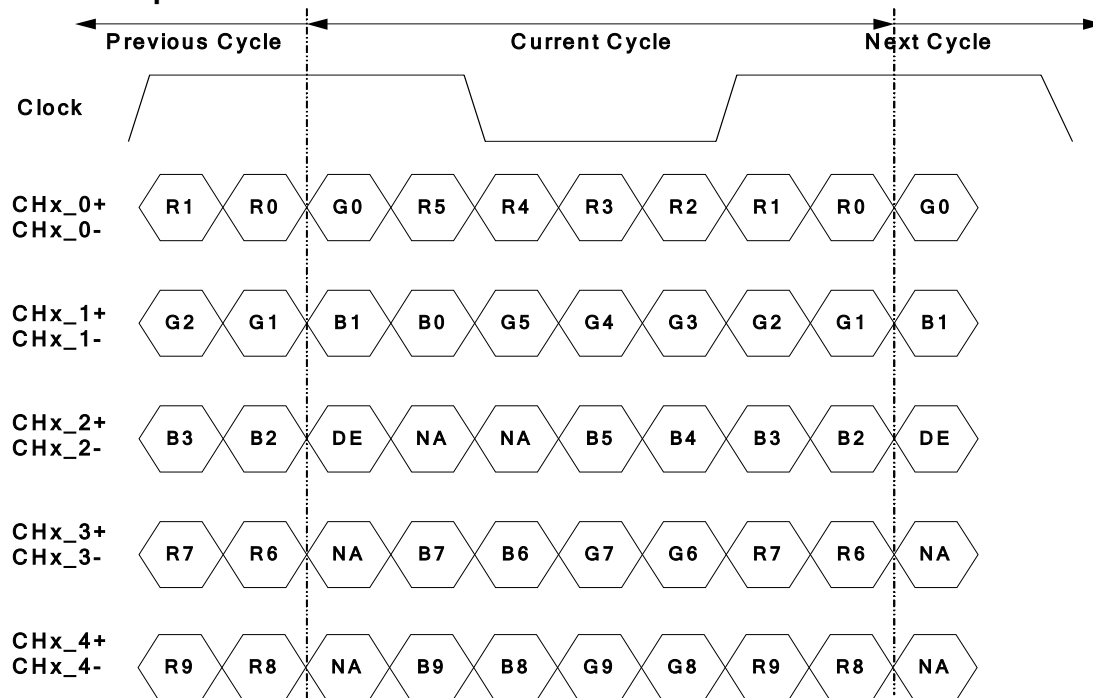 Previous Cycle Current Cycle Next Cycle
Clock
CHx_0+
CHx_0-
R1 R0 G0 R5 R4 R3 R2 R1 R0 G0
CHx_1+
CHx_1-
G2 G1 B1 B0 G5 G4 G3 G2 G1 B1
CHx_2+
CHx_2-
B3 B2 DE NA NA B5 B4 B3 B2 DE
CHx_3+
CHx_3-
R7 R6 NA B7 B6 G7 G6 R7 R6 NA
CHx_4+
CHx_4-
R9 R8 NA B9 B8 G9 G8 R9 R8 NA